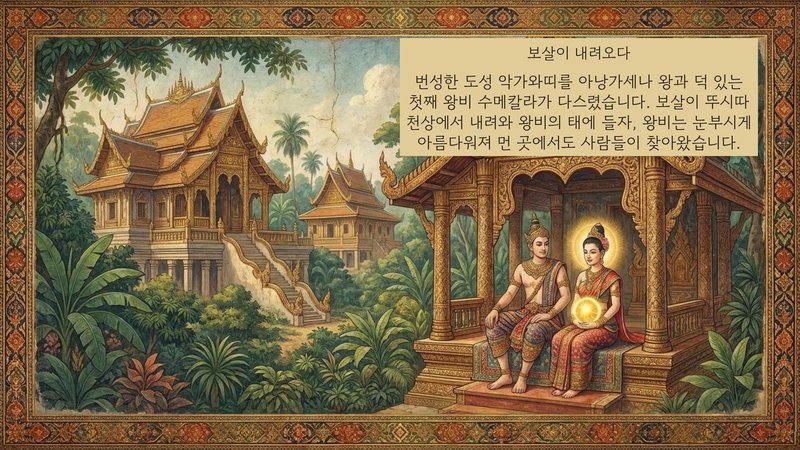 보살이 내려오다
번성한 도성 악가와띠를 아낭가세나 왕과 덕 있는
첫째 왕비 수메칼라가 다스렸습니다. 보살이 뚜시따
천상에서 내려와 왕비의 태에 들자, 왕비는 눈부시게
아름다워져 먼 곳에서도 사람들이 찾아왔습니다.